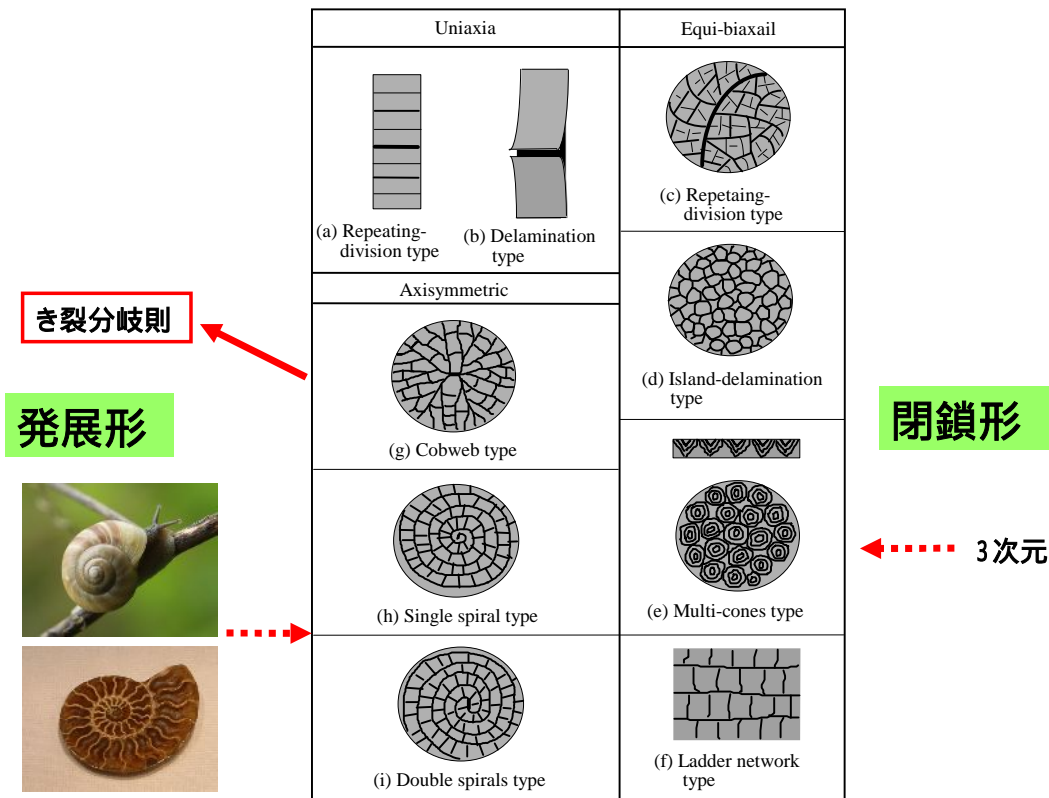 Uniaxia
Equi-biaxail
(a) Repeating-
division type
(b) Delamination
type
(c) Repetaing-
division type
Axisymmetric
(d) Island-delamination
type
(g) Cobweb type
(e) Multi-cones type
(h) Single spiral type
(f) Ladder network
type
(i) Double spirals type
き裂分岐則
発展形
閉鎖形
3次元